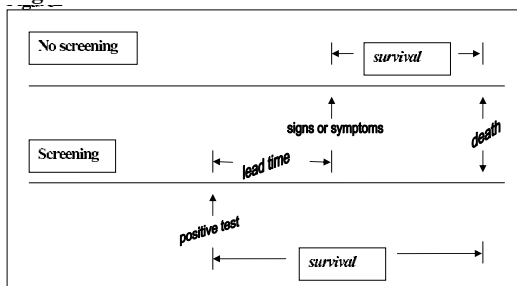 No screening
survival
signs or symptoms
death
Screening
lead time
positive test
survival